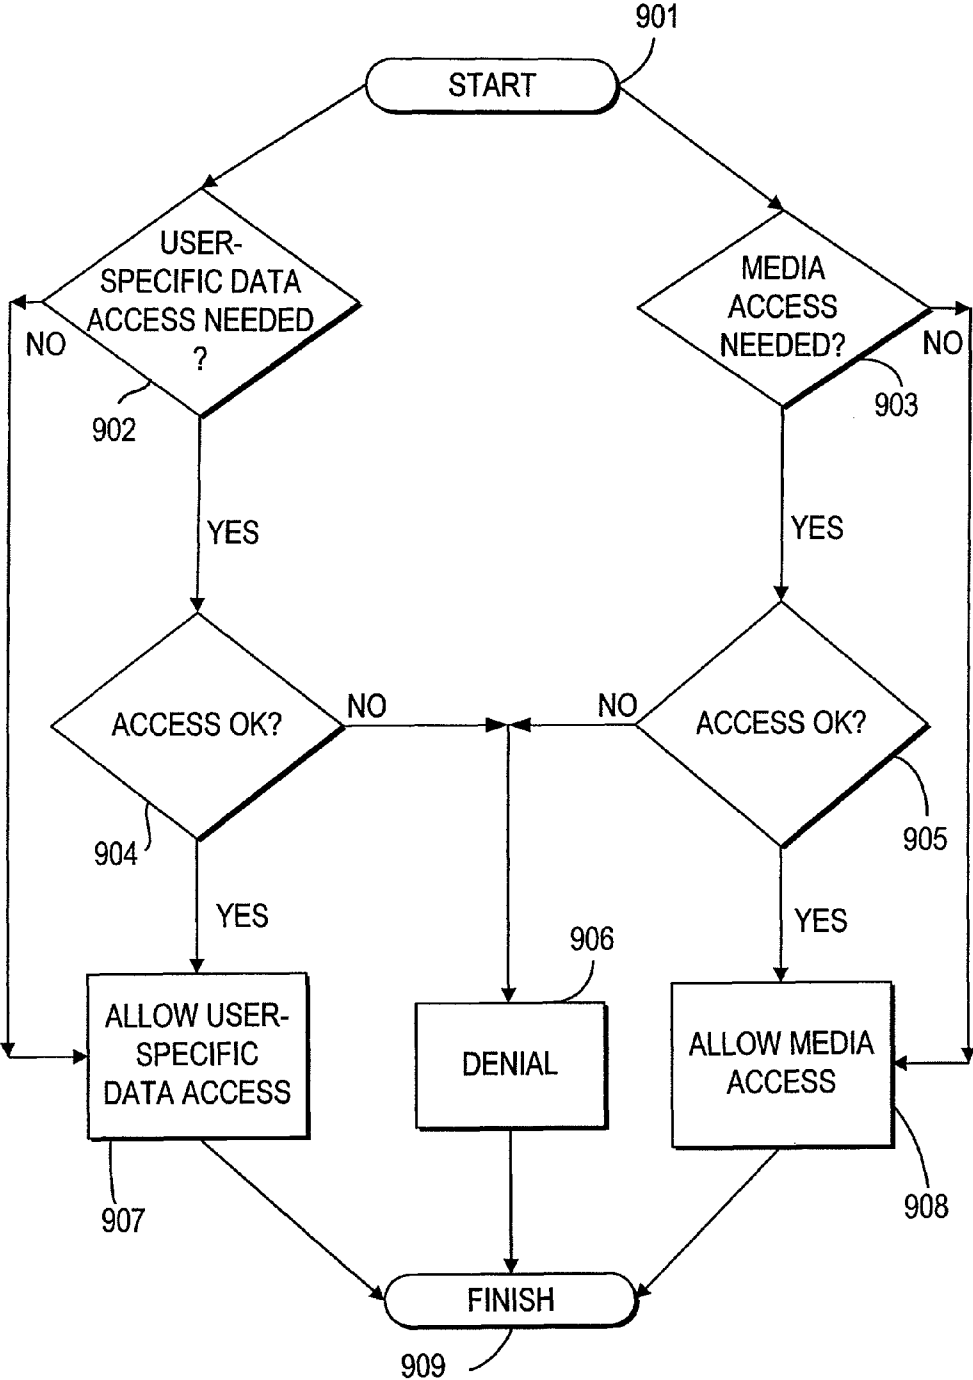 901
START
USER-
SPECIFIC DATA
ACCESS NEEDED
?
NO
902
MEDIA
ACCESS
NEEDED?
NO
903
YES
YES
ACCESS OK?
NO
904
NO
ACCESS OK?
905
YES
YES
906
ALLOW USER-
SPECIFIC
DATA ACCESS
907
DENIAL
ALLOW MEDIA
ACCESS
908
FINISH
909